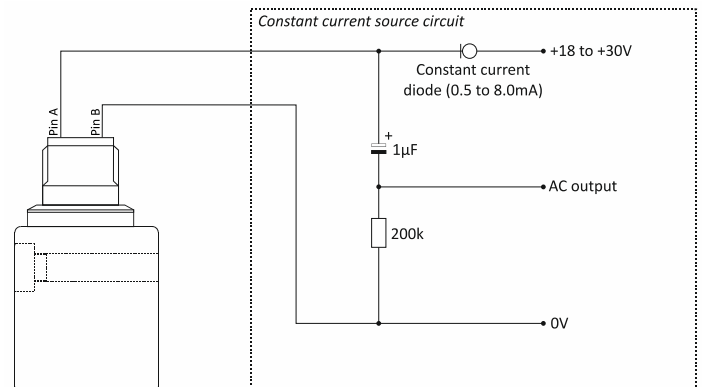 Constant current source circuit
+18 to +30V
Constant current
diode (0.5 to 8.0mA)
Pin A
Pin B
+
1µF
AC output
200k
0V